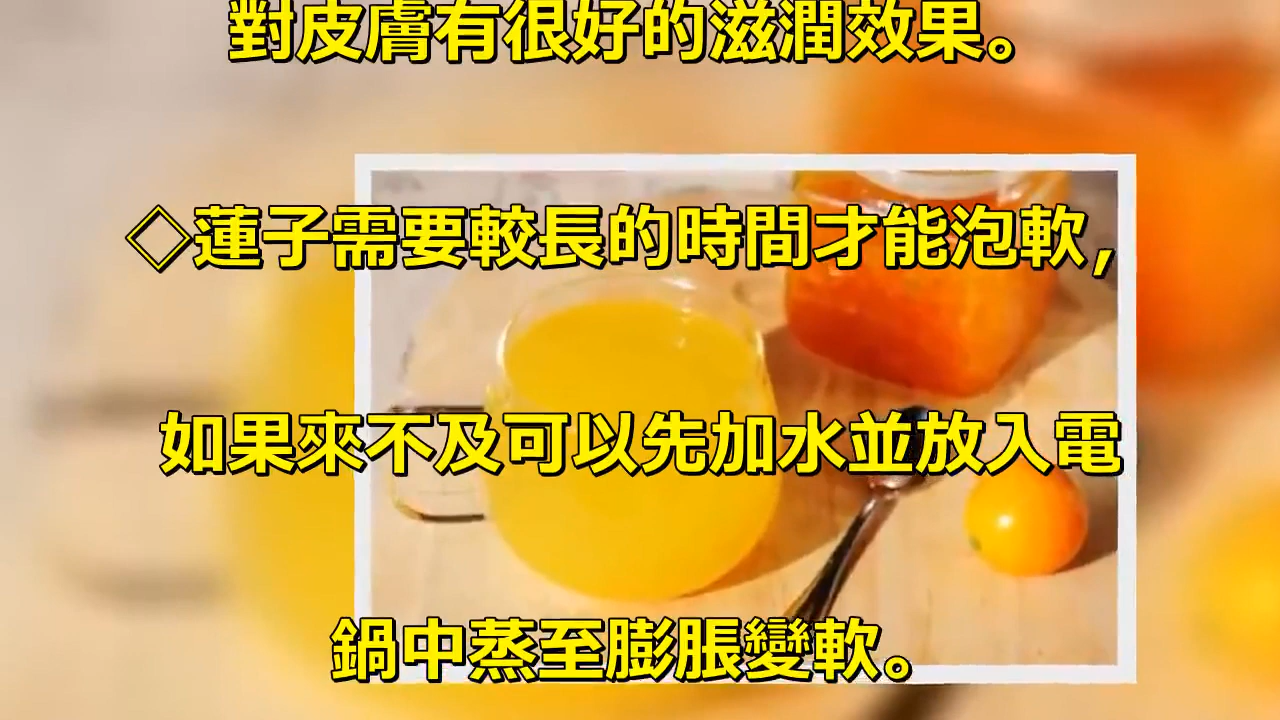 對皮膚有很好的滋潤效果。
◇蓮子需要較長的時間才能泡軟，
如果來不及可以先加水並放入電
鍋中蒸至膨脹變軟。